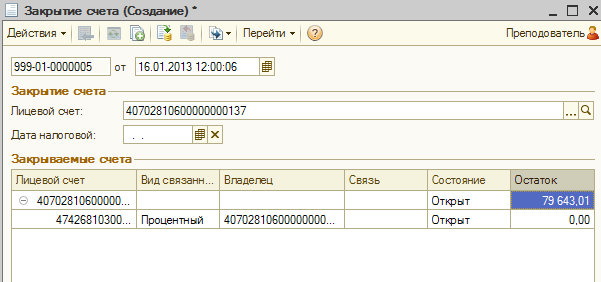 Закрытие счета (Создание) *
Действия Перейти Преподователь
999-01-0000005 от 16.01.2013 12:00:06
Закрытие счета
Лицевой счет: 40702810600000000137
Дата налоговой: . .
Закрываемые счета
Лицевой счет Вид связанн... Владелец Связь Состояние Остаток
40702810600000... Открыт 79 643,01
47426810300... Процентный 40702810600000000... Открыт 0,00